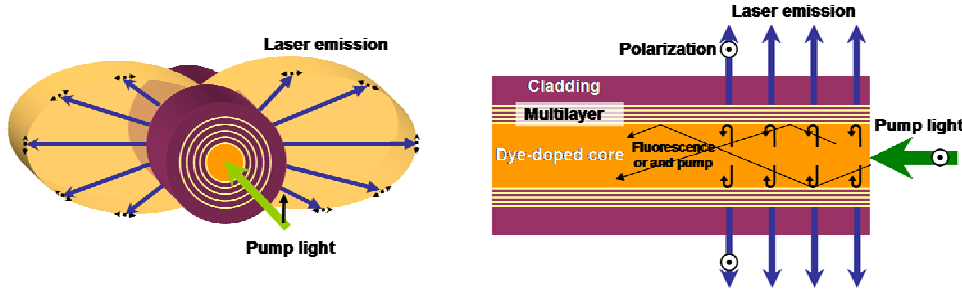 Laser emission
Pump light
Laser emission
Polarization
Cladding
Multilayer
Pump light
Dye-doped core
Fluorescence
or and pump